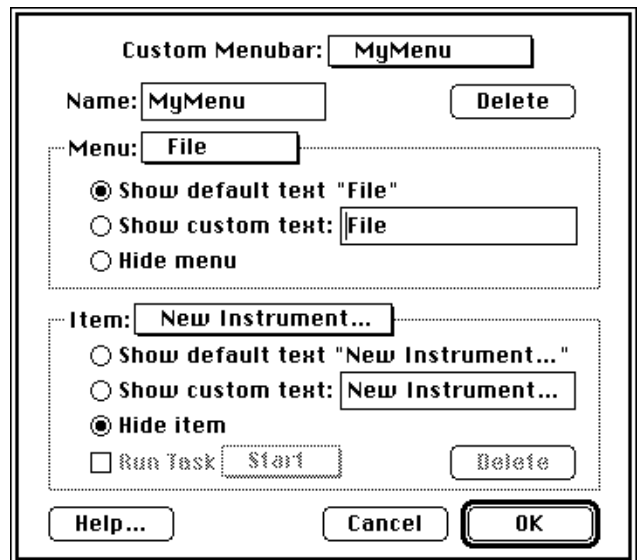 Custom Menubar: MyMenu
Name: MyMenu Delete
Menu: File
Show default text "File"
Show custom text: File
Hide menu
Item: New Instrument...
Show default text "New Instrument..."
Show custom text: New Instrument...
Hide item
Run Task Start Delete
Help... Cancel OK